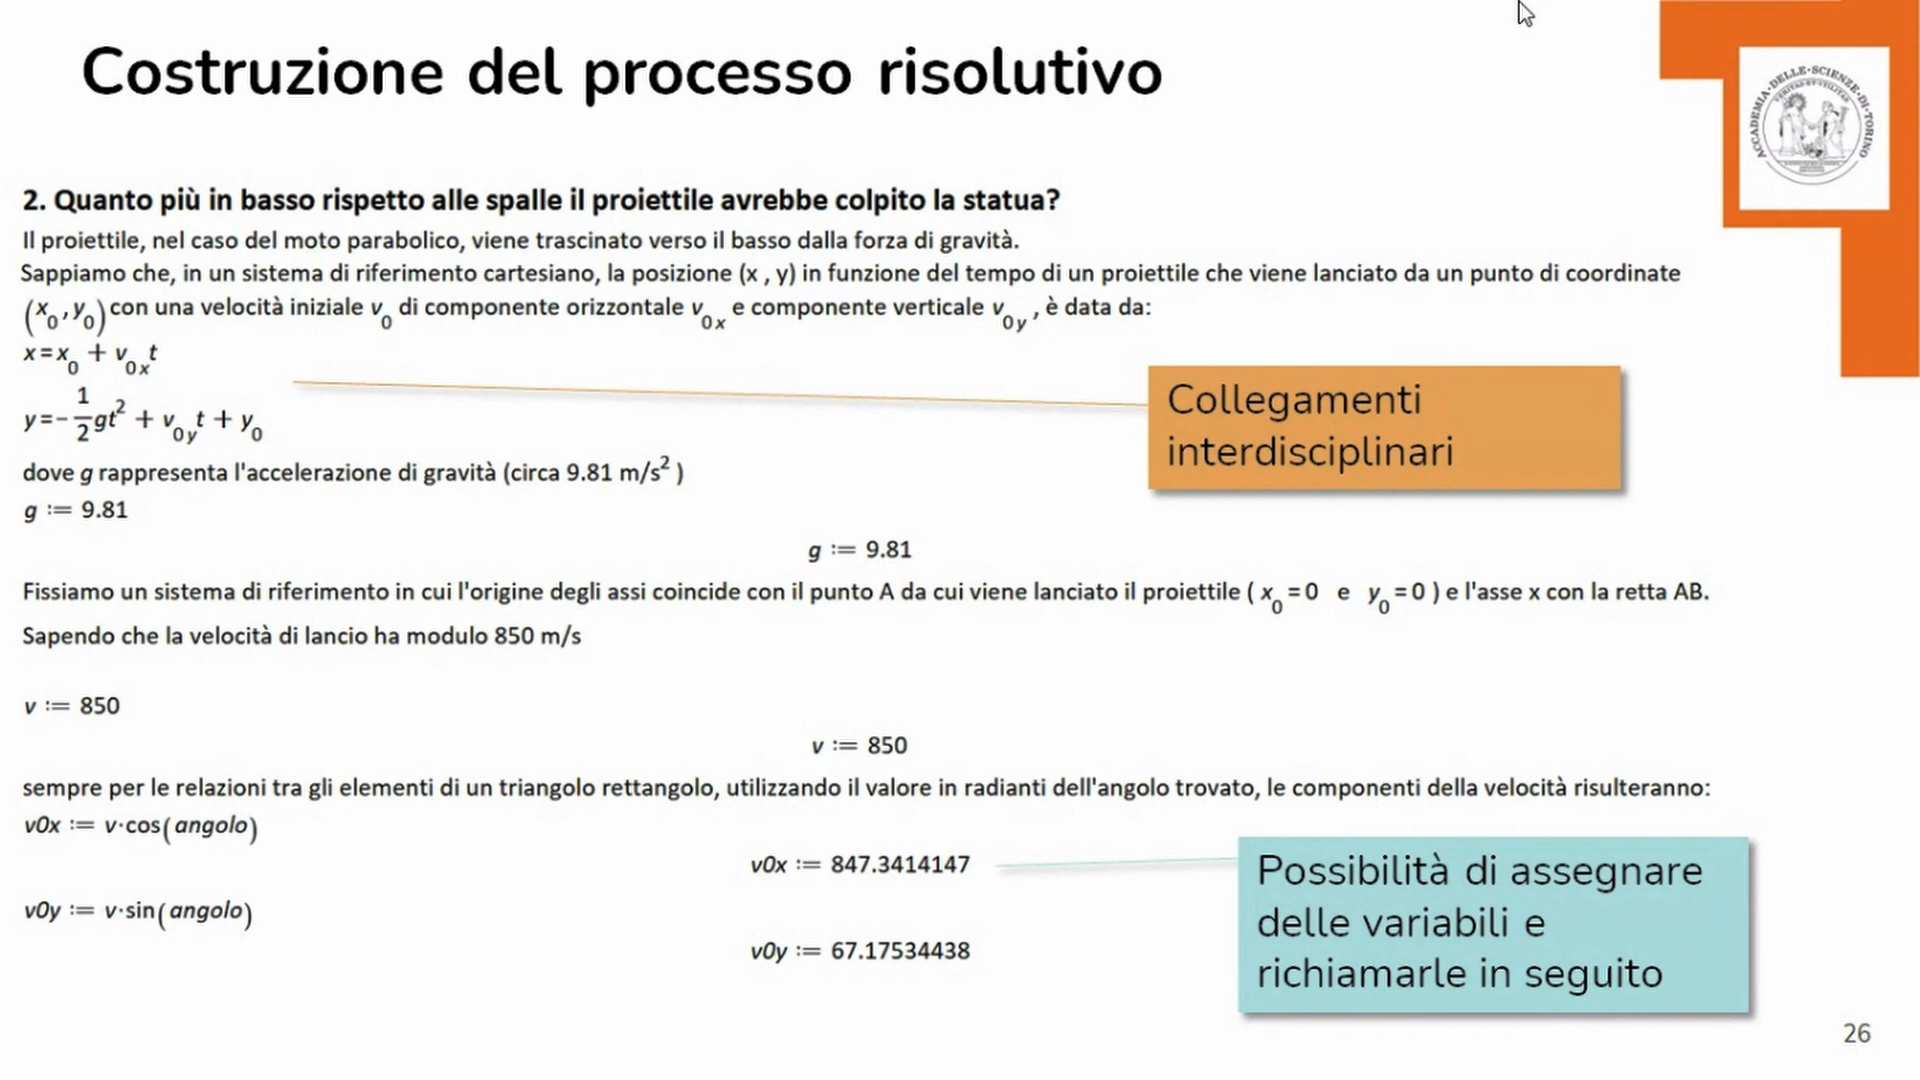 Costruzione del processo risolutivo
ACCADEMIA·DELLE·SCIENZE·DI·TORINO
2. Quanto più in basso rispetto alle spalle il proiettile avrebbe colpito la statua?
Il proiettile, nel caso del moto parabolico, viene trascinato verso il basso dalla forza di gravità.
Sappiamo che, in un sistema di riferimento cartesiano, la posizione (x , y) in funzione del tempo di un proiettile che viene lanciato da un punto di coordinate
(x₀, y₀) con una velocità iniziale v₀ di componente orizzontale v₀ₓ e componente verticale v_0y , è data da:
x = x₀ + v₀ₓt
y = - 1/2 gt² + v_0y t + y₀
Collegamenti
interdisciplinari
dove g rappresenta l'accelerazione di gravità (circa 9.81 m/s² )
g := 9.81
g := 9.81
Fissiamo un sistema di riferimento in cui l'origine degli assi coincide con il punto A da cui viene lanciato il proiettile ( x₀ = 0 e y₀ = 0 ) e l'asse x con la retta AB.
Sapendo che la velocità di lancio ha modulo 850 m/s
v := 850
v := 850
sempre per le relazioni tra gli elementi di un triangolo rettangolo, utilizzando il valore in radianti dell'angolo trovato, le componenti della velocità risulteranno:
v0x := v·cos(angolo)
v0x := 847.3414147
v0y := v·sin(angolo)
v0y := 67.17534438
Possibilità di assegnare
delle variabili e
richiamarle in seguito
26